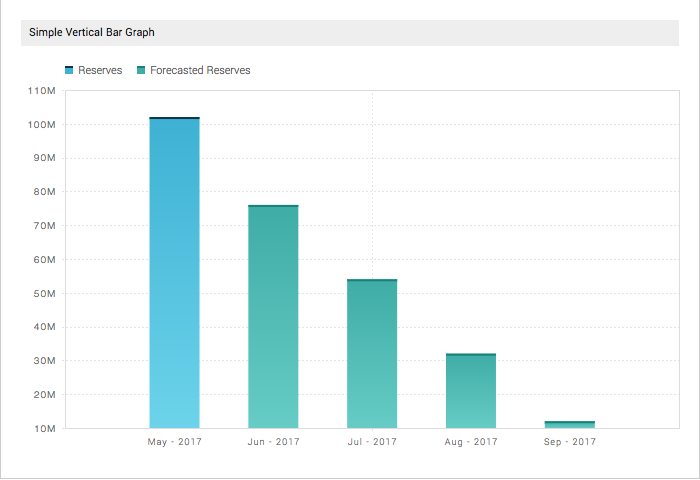 Simple Vertical Bar Graph
Reserves Forecasted Reserves
110M
100M
90M
80M
70M
60M
50M
40M
30M
20M
10M
May - 2017 Jun - 2017 Jul - 2017 Aug - 2017 Sep - 2017